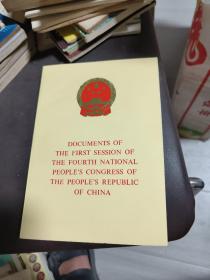 DOCUMENTS OF
THE FIRST SESSION OF
THE FOURTH NATIONAL
PEOPLE'S CONGRESS OF
THE PEOPLE'S REPUBLIC
OF CHINA